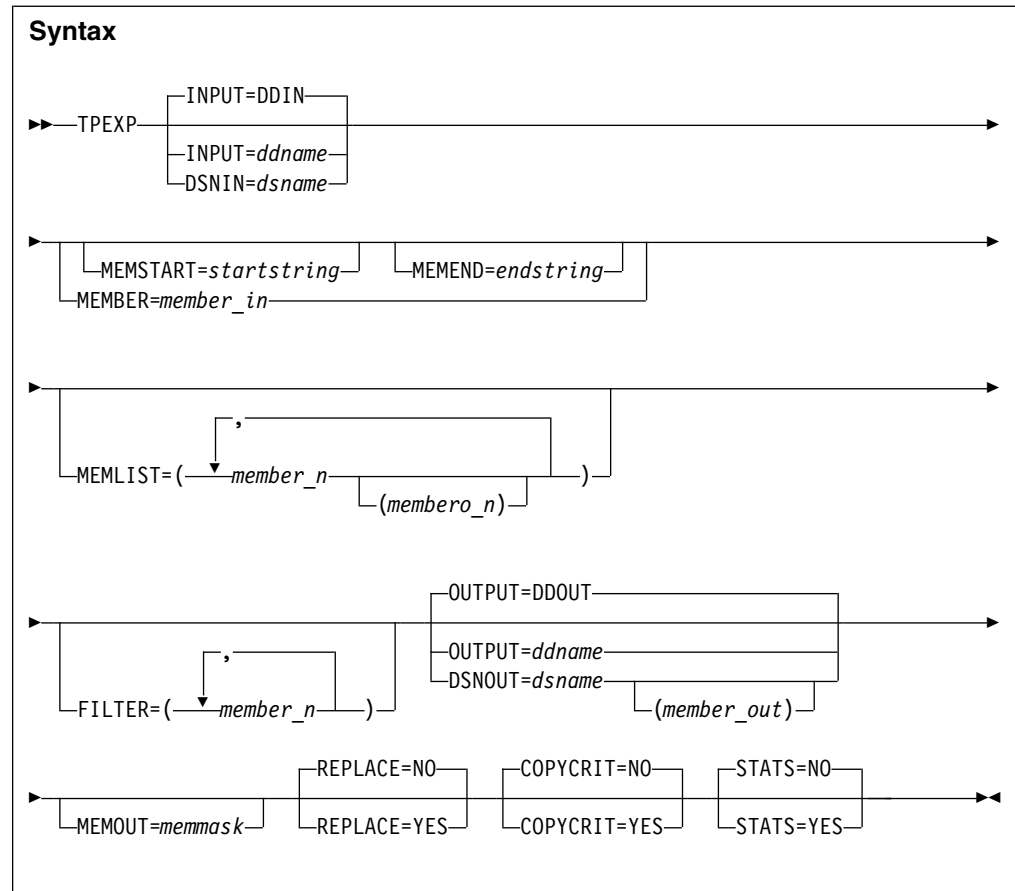 Syntax
INPUT=DDIN
TPEXP
INPUT=ddname
DSNIN=dsname
MEMSTART=startstring MEMEND=endstring
MEMBER=member_in
,
MEMLIST=( member_n )
(membero_n)
OUTPUT=DDOUT
OUTPUT=ddname
,
DSNOUT=dsname
FILTER=( member_n ) (member_out)
REPLACE=NO COPYCRIT=NO STATS=NO
MEMOUT=memmask REPLACE=YES COPYCRIT=YES STATS=YES